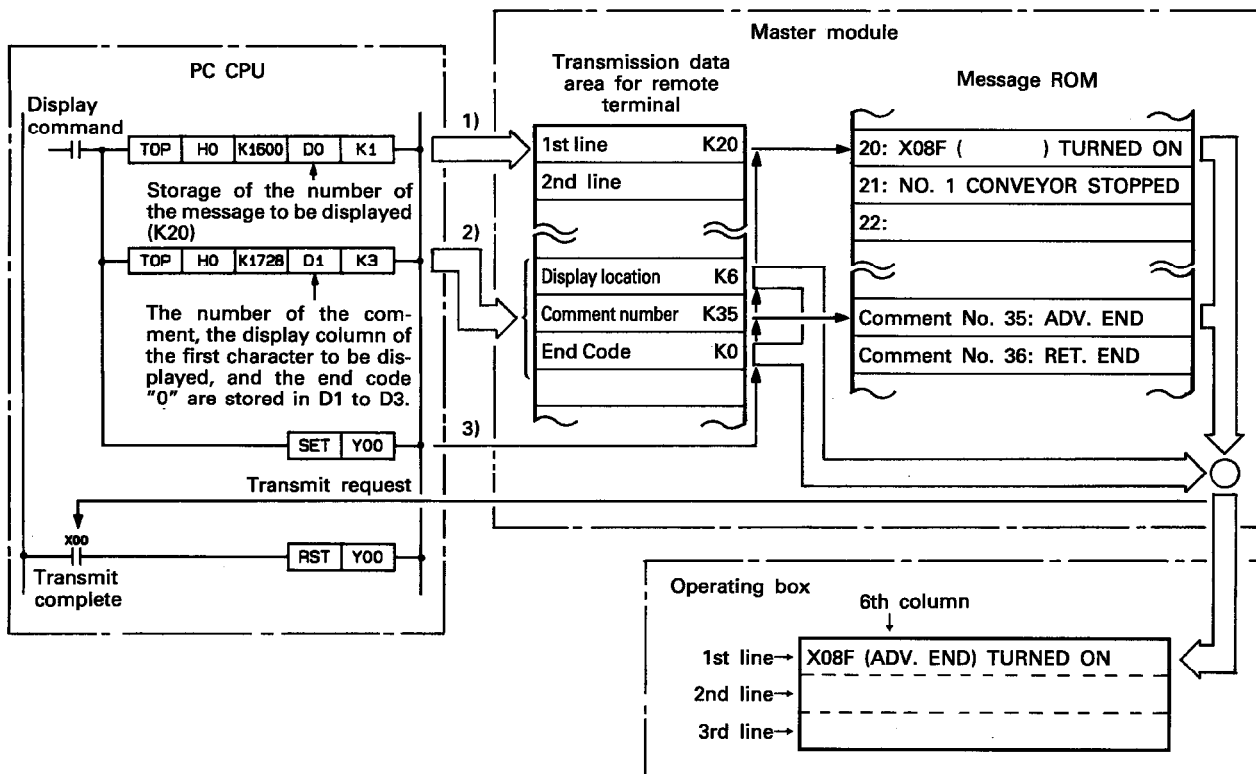 Master module
PC CPU
Transmission data
area for remote
terminal
Message ROM
Display
command
1)
TOP H0 K1600 D0 K1
1st line K20
20: X08F ( ) TURNED ON
2nd line
21: NO. 1 CONVEYOR STOPPED
22:
Storage of the number of
the message to be displayed
(K20)
2)
TOP H0 K1728 D1 K3
Display location K6
Comment number K35
Comment No. 35: ADV. END
End Code K0
Comment No. 36: RET. END
The number of the com-
ment, the display column of
the first character to be dis-
played, and the end code
"0" are stored in D1 to D3.
3)
SET Y00
Transmit request
X00
RST Y00
Transmit
complete
Operating box
6th column
1st line X08F (ADV. END) TURNED ON
2nd line
3rd line